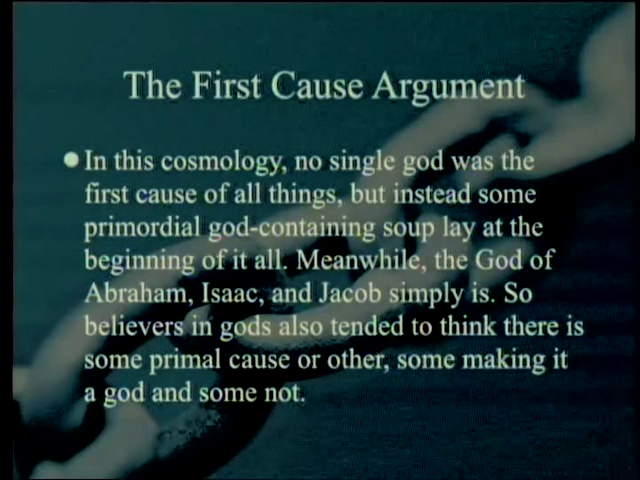 The First Cause Argument
In this cosmology, no single god was the
first cause of all things, but instead some
primordial god-containing soup lay at the
beginning of it all. Meanwhile, the God of
Abraham, Isaac, and Jacob simply is. So
believers in gods also tended to think there is
some primal cause or other, some making it
a god and some not.